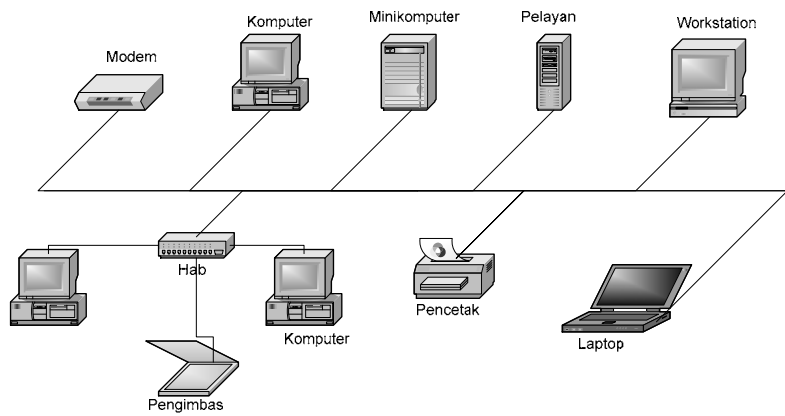 Modem
Komputer
Minikomputer
Pelayan
Workstation
Hab
Komputer
Pencetak
Laptop
Pengimbas